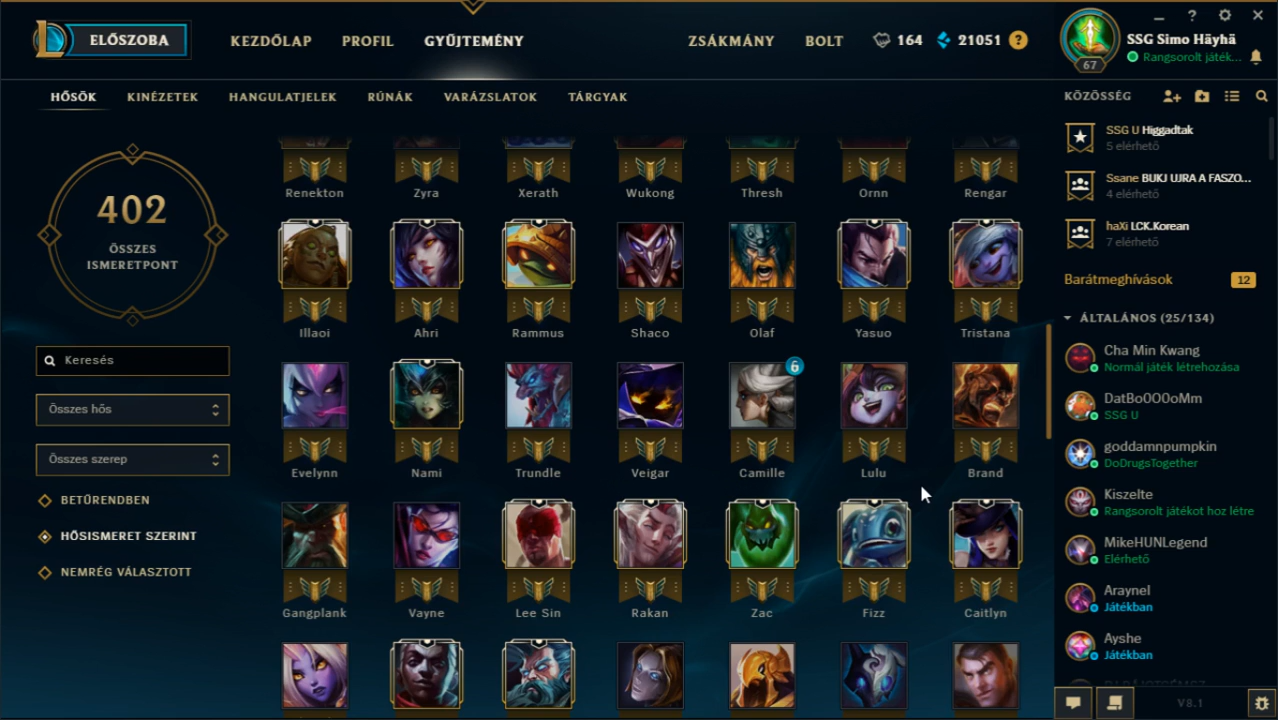 ELŐSZOBA
KEZDŐLAP
PROFIL
GYŰJTEMÉNY
ZSÁKMÁNY
BOLT
164
21051
?
?
67
SSG Simo Häyhä
Rangsorolt játék...
HŐSÖK
KINÉZETEK
HANGULATJELEK
RÚNÁK
VARÁZSLATOK
TÁRGYAK
402
ÖSSZES
ISMERETPONT
Keresés
Összes hős
Összes szerep
BETŰRENDBEN
HŐSISMERET SZERINT
NEMRÉG VÁLASZTOTT
Renekton
Zyra
Xerath
Wukong
Thresh
Ornn
Rengar
Illaoi
Ahri
Rammus
Shaco
Olaf
Yasuo
Tristana
6
Evelynn
Nami
Trundle
Veigar
Camille
Lulu
Brand
Gangplank
Vayne
Lee Sin
Rakan
Zac
Fizz
Caitlyn
KÖZÖSSÉG
SSG U Higgadtak
5 elérhető
Ssane BUKJ UJRA A FASZO...
4 elérhető
haXi LCK.Korean
7 elérhető
Barátmeghívások
12
ÁLTALÁNOS (25/134)
Cha Min Kwang
Normál játék létrehozása
DatBo000oMm
SSG U
goddamnpumpkin
DoDrugsTogether
Kiszelte
Rangsorolt játékot hoz létre
MikeHUNLegend
Elérhető
Araynel
Játékban
Ayshe
Játékban
V8.1